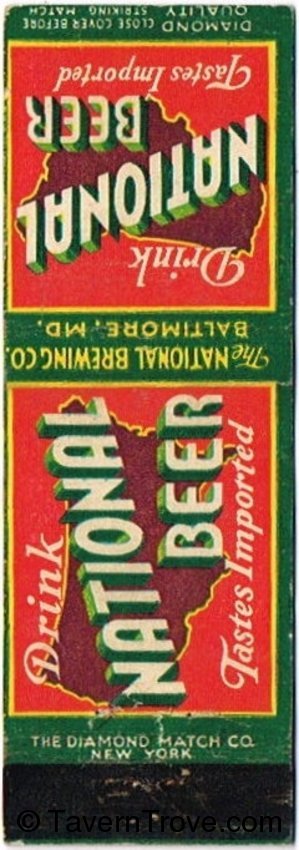 DIAMOND QUALITY
CLOSE COVER BEFORE STRIKING MATCH
Drink
NATIONAL
BEER
Tastes Imported
The NATIONAL BREWING CO.
BALTIMORE, MD.
Drink
NATIONAL
BEER
Tastes Imported
THE DIAMOND MATCH CO.
NEW YORK
© TavernTrove.com